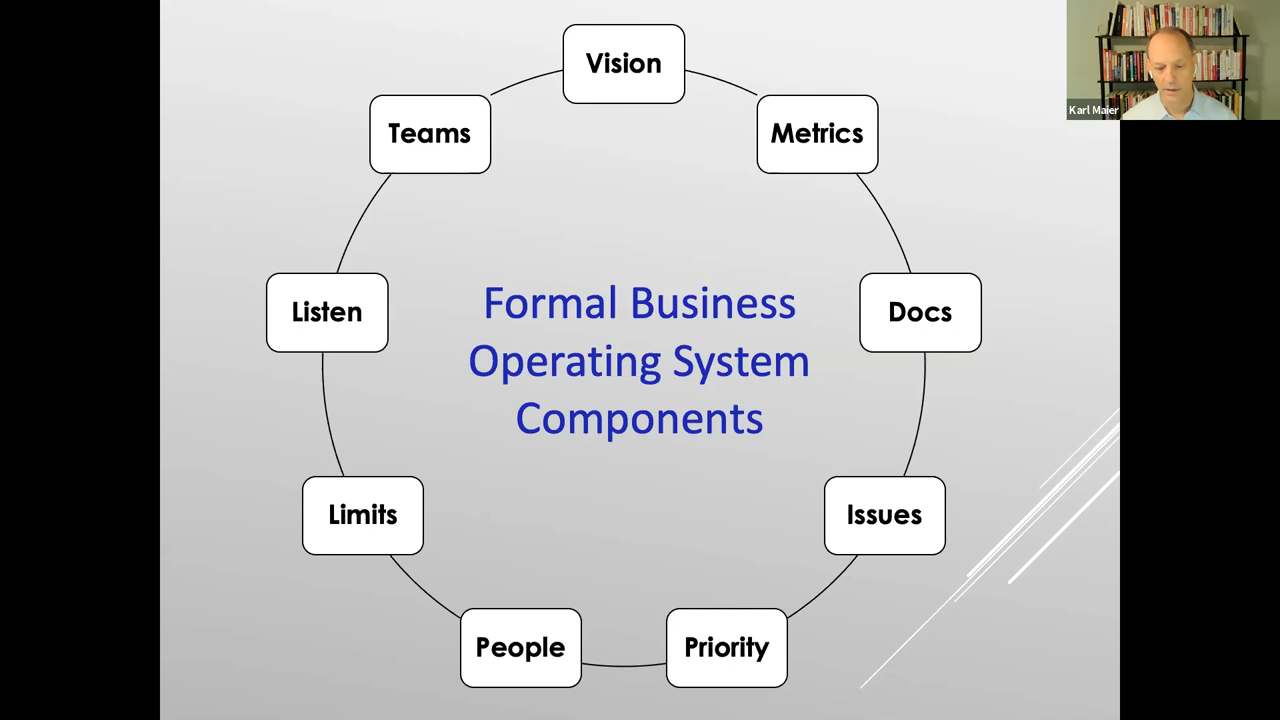 Vision
Karl Maier
Teams
Metrics
Listen
Formal Business
Operating System
Components
Docs
Limits
Issues
People
Priority